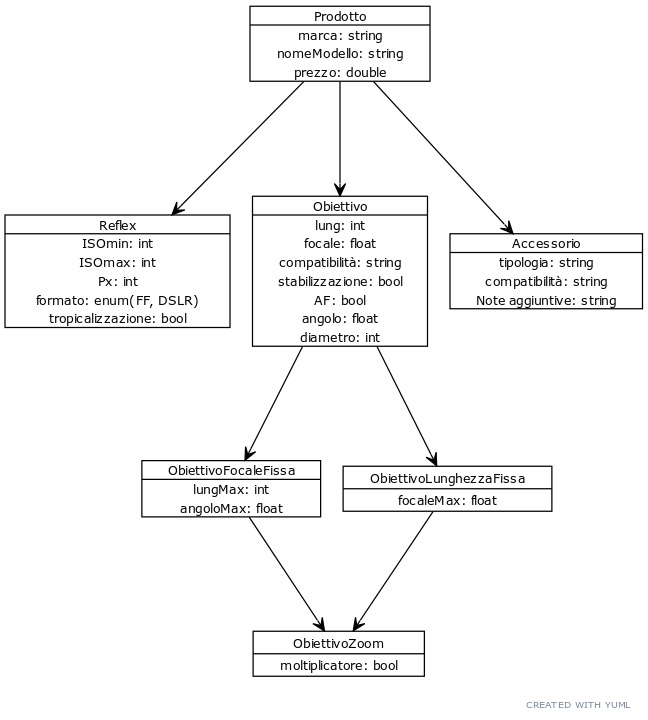 Prodotto
marca: string
nomeModello: string
prezzo: double
Reflex
ISOmin: int
ISOmax: int
Px: int
formato: enum(FF, DSLR)
tropicalizzazione: bool
Obiettivo
lung: int
focale: float
compatibilità: string
stabilizzazione: bool
AF: bool
angolo: float
diametro: int
Accessorio
tipologia: string
compatibilità: string
Note aggiuntive: string
ObiettivoFocaleFissa
lungMax: int
angoloMax: float
ObiettivoLunghezzaFissa
focaleMax: float
ObiettivoZoom
moltiplicatore: bool
CREATED WITH YUML